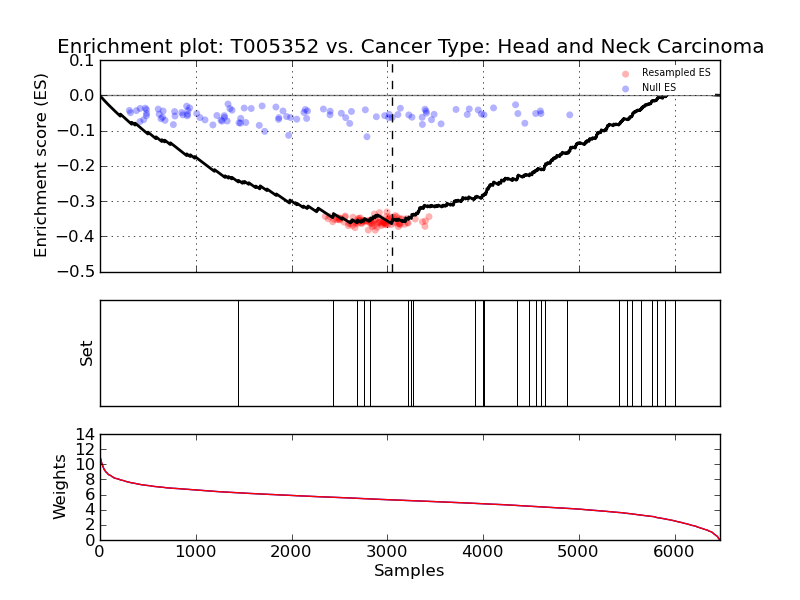 Enrichment plot: T005352 vs. Cancer Type: Head and Neck Carcinoma
Enrichment score (ES)
0.1
0.0
−0.1
−0.2
−0.3
−0.4
−0.5
Resampled ES
Null ES
Set
Weights
14
12
10
8
6
4
2
0
0 1000 2000 3000 4000 5000 6000
Samples